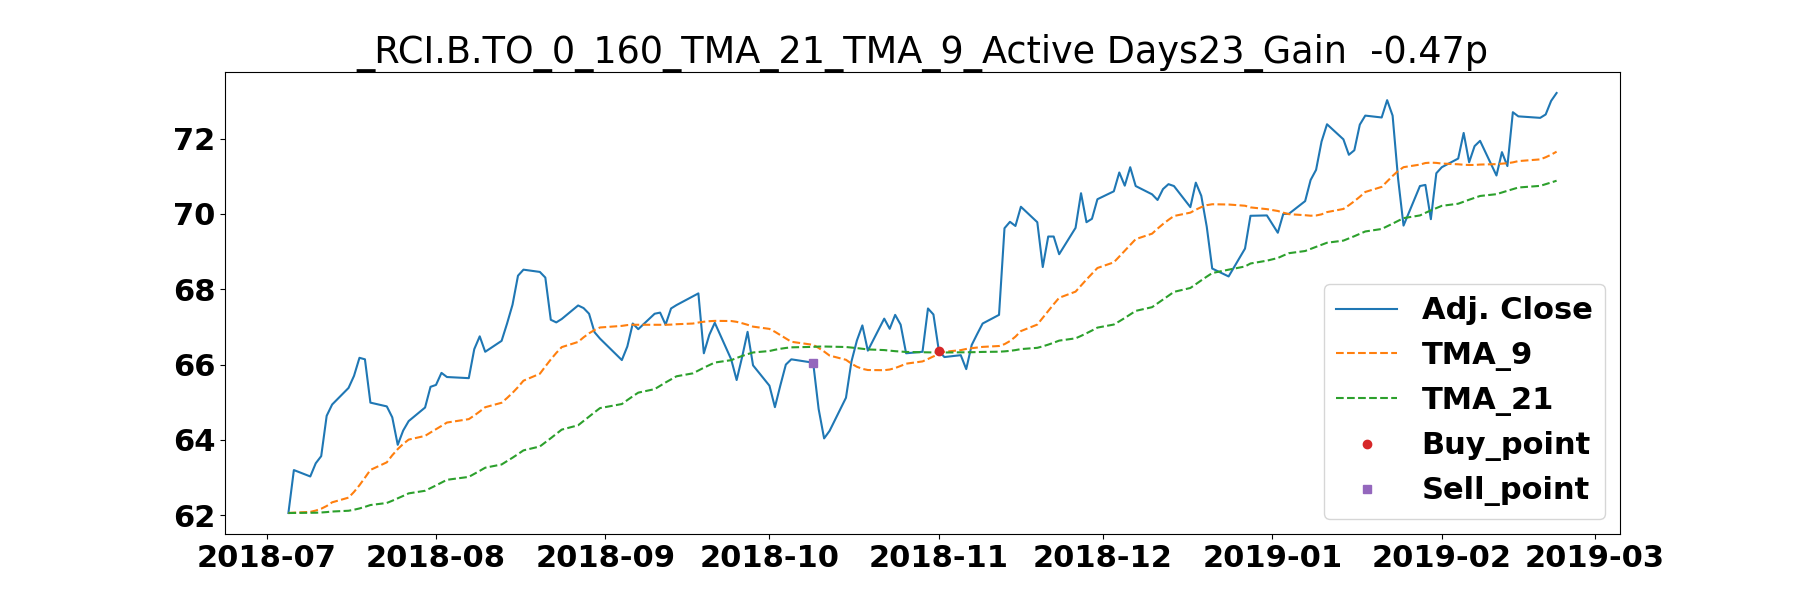 _RCI.B.TO_0_160_TMA_21_TMA_9_Active Days23_Gain  -0.47p
72
70
68
66
64
62
Adj. Close
TMA_9
TMA_21
Buy_point
Sell_point
2018-07 2018-08 2018-09 2018-10 2018-11 2018-12 2019-01 2019-02 2019-03